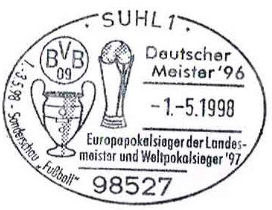 SUHL 1
BVB
09
Deutscher
Meister '96
-1.-5.1998
Europapokalsieger der Landes-
meister und Weltpokalsieger '97
1.-3.5.98 - Sonderschau „Fußball"
98527